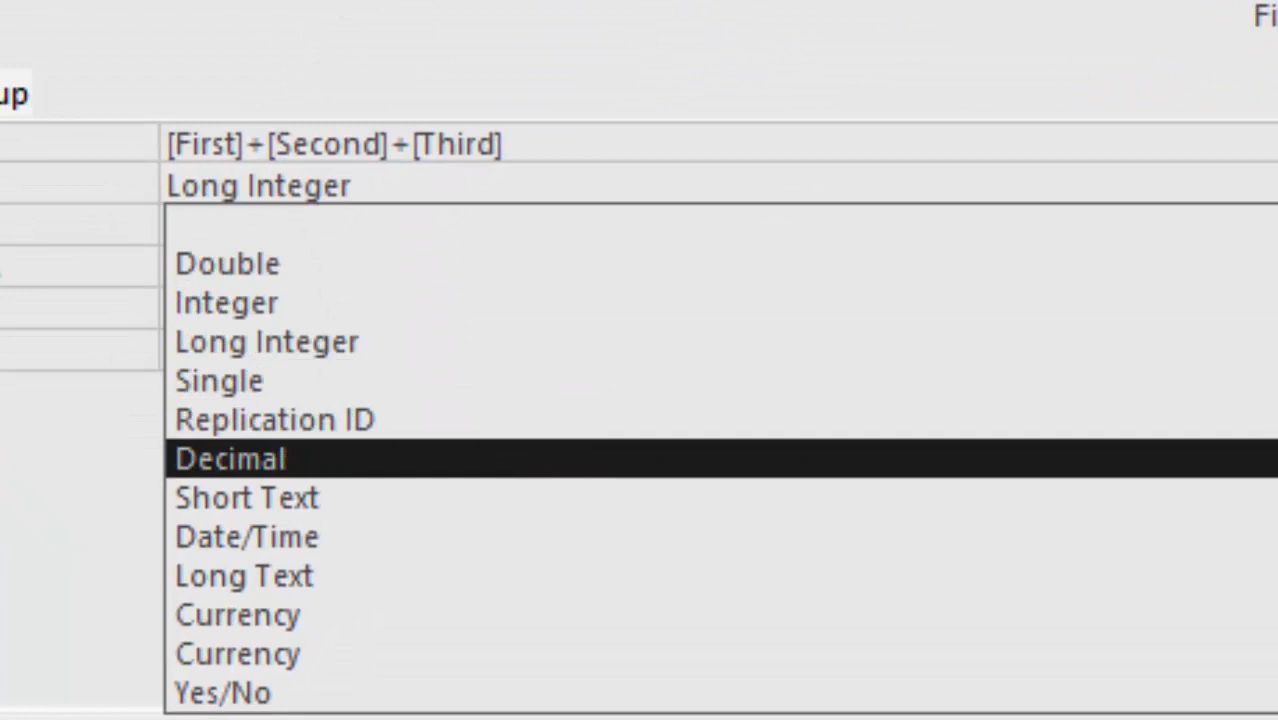 Fi
up
[First]+[Second]+[Third]
Long Integer
Double
Integer
Long Integer
Single
Replication ID
Decimal
Short Text
Date/Time
Long Text
Currency
Currency
Yes/No